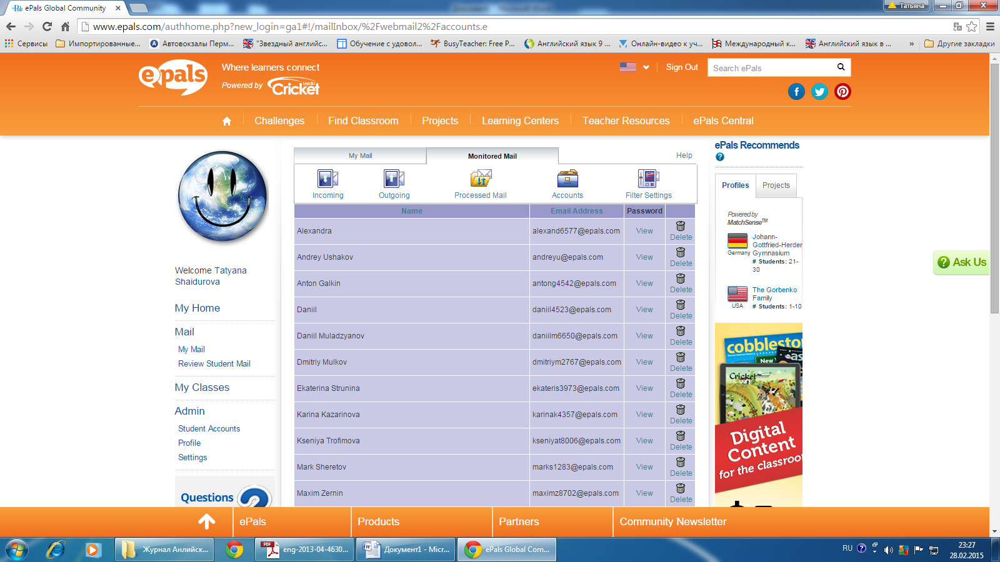 ePals Global Community
Татьяна
www.epals.com/authhome.php?new_login=ga1#!/mailInbox/%2Fwebmail2%2Faccounts.e
Сервисы Импортированные... Автовокзалы Перм... "Звездный английс... Обучение с удовол... BusyTeacher: Free P... Английский язык 9 ... Онлайн-видео к уч... Международный к... Английский язык в ... » Другие закладки
epals
Where learners connect
Powered by Cricket Media
Sign Out
Search ePals
Challenges Find Classroom Projects Learning Centers Teacher Resources ePals Central
Welcome Tatyana
Shaidurova
My Home
Mail
My Mail
Review Student Mail
My Classes
Admin
Student Accounts
Profile
Settings
Questions
My Mail Monitored Mail Help
Incoming Outgoing Processed Mail Accounts Filter Settings
Name Email Address Password
Alexandra alexand6577@epals.com View Delete
Andrey Ushakov andreyu@epals.com View Delete
Anton Galkin antong4542@epals.com View Delete
Daniil daniil4523@epals.com View Delete
Daniil Muladzyanov daniilm6650@epals.com View Delete
Dmitriy Mulkov dmitriym2767@epals.com View Delete
Ekaterina Strunina ekateris3973@epals.com View Delete
Karina Kazarinova karinak4357@epals.com View Delete
Kseniya Trofimova kseniyat8006@epals.com View Delete
Mark Sheretov marks1283@epals.com View Delete
Maxim Zernin maximz8702@epals.com View Delete
ePals Recommends
Profiles Projects
Powered by
MatchSense™
Germany
Johann-
Gottfried-Herder
Gymnasium
# Students: 21-
30
USA
The Gorbenko
Family
# Students: 1-10
cobblesto
New
as
Cricket
Digital
Content
for the classroo
Ask Us
ePals Products Partners Community Newsletter
Журнал Анлийск... PDF eng-2013-04-4630... Документ1 - Micr... ePals Global Com...
RU
23:27
28.02.2015